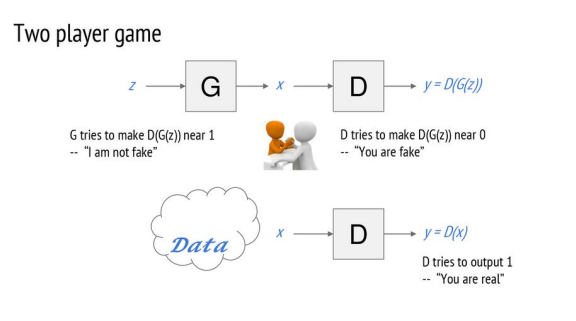 Two player game
z G x D y = D(G(z))
G tries to make D(G(z)) near 1
-- “I am not fake”
D tries to make D(G(z)) near 0
-- “You are fake”
Data x D y = D(x)
D tries to output 1
-- “You are real”